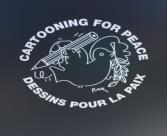 CARTOONING FOR PEACE
DESSINS POUR LA PAIX